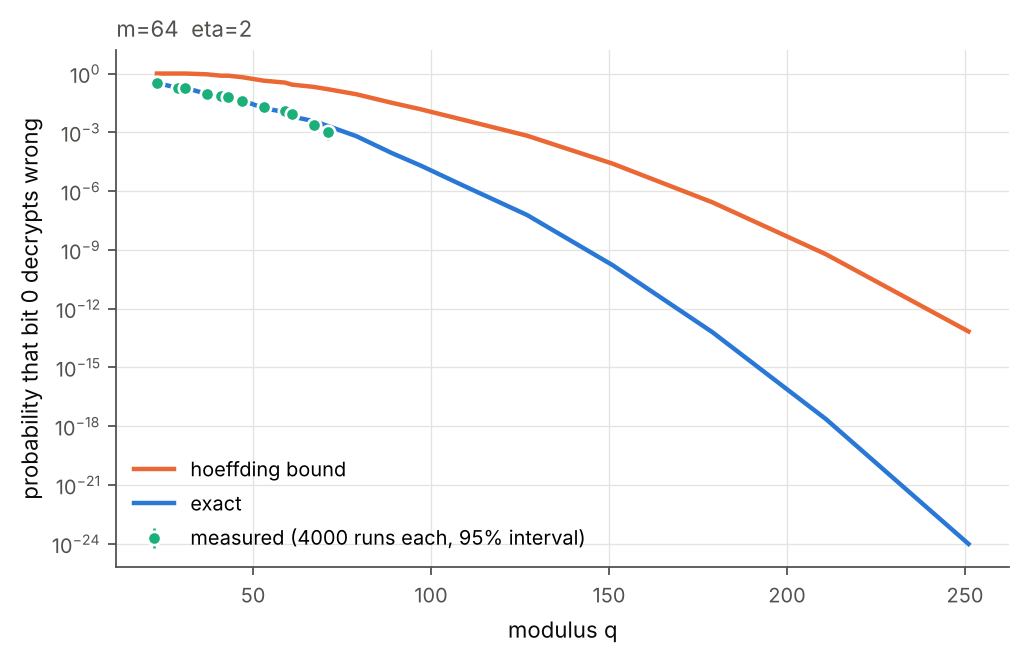 m=64 eta=2
probability that bit 0 decrypts wrong
10⁰
10⁻³
10⁻⁶
10⁻⁹
10⁻¹²
10⁻¹⁵
10⁻¹⁸
10⁻²¹
10⁻²⁴
hoeffding bound
exact
measured (4000 runs each, 95% interval)
50 100 150 200 250
modulus q